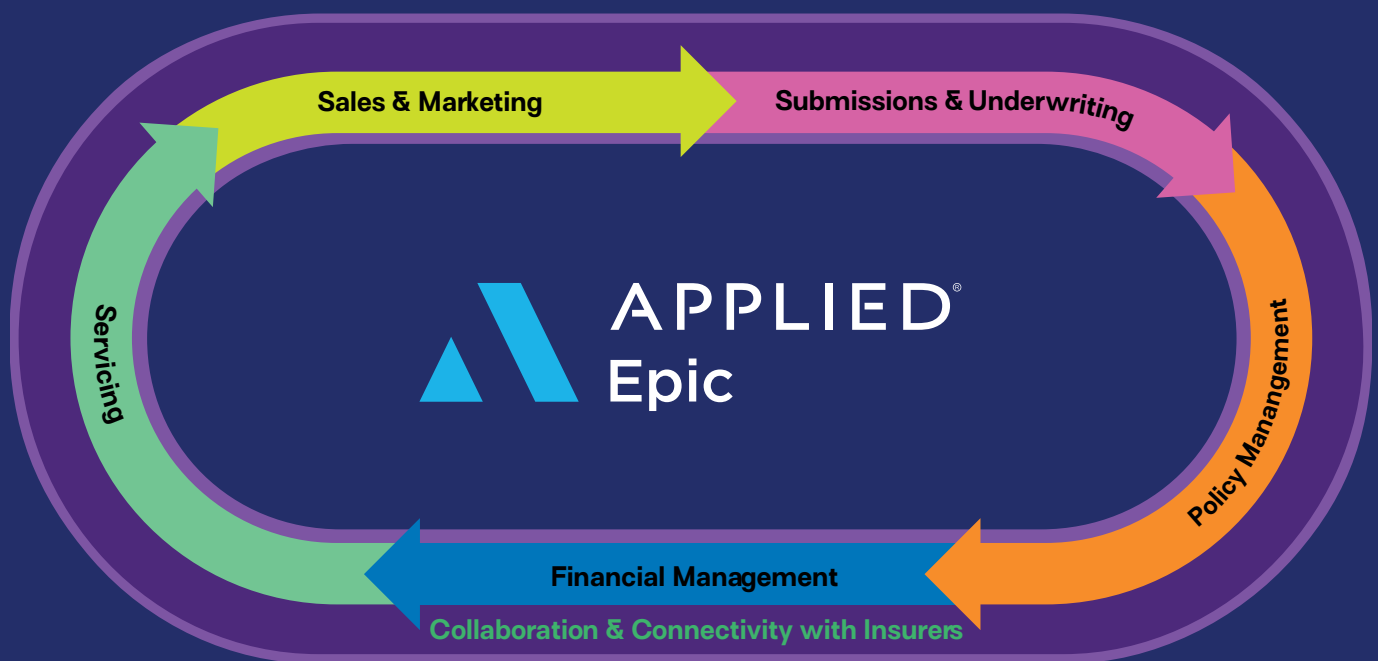 Sales & Marketing
Submissions & Underwriting
APPLIED®
Epic
Servicing
Policy Manangement
Financial Management
Collaboration & Connectivity with Insurers